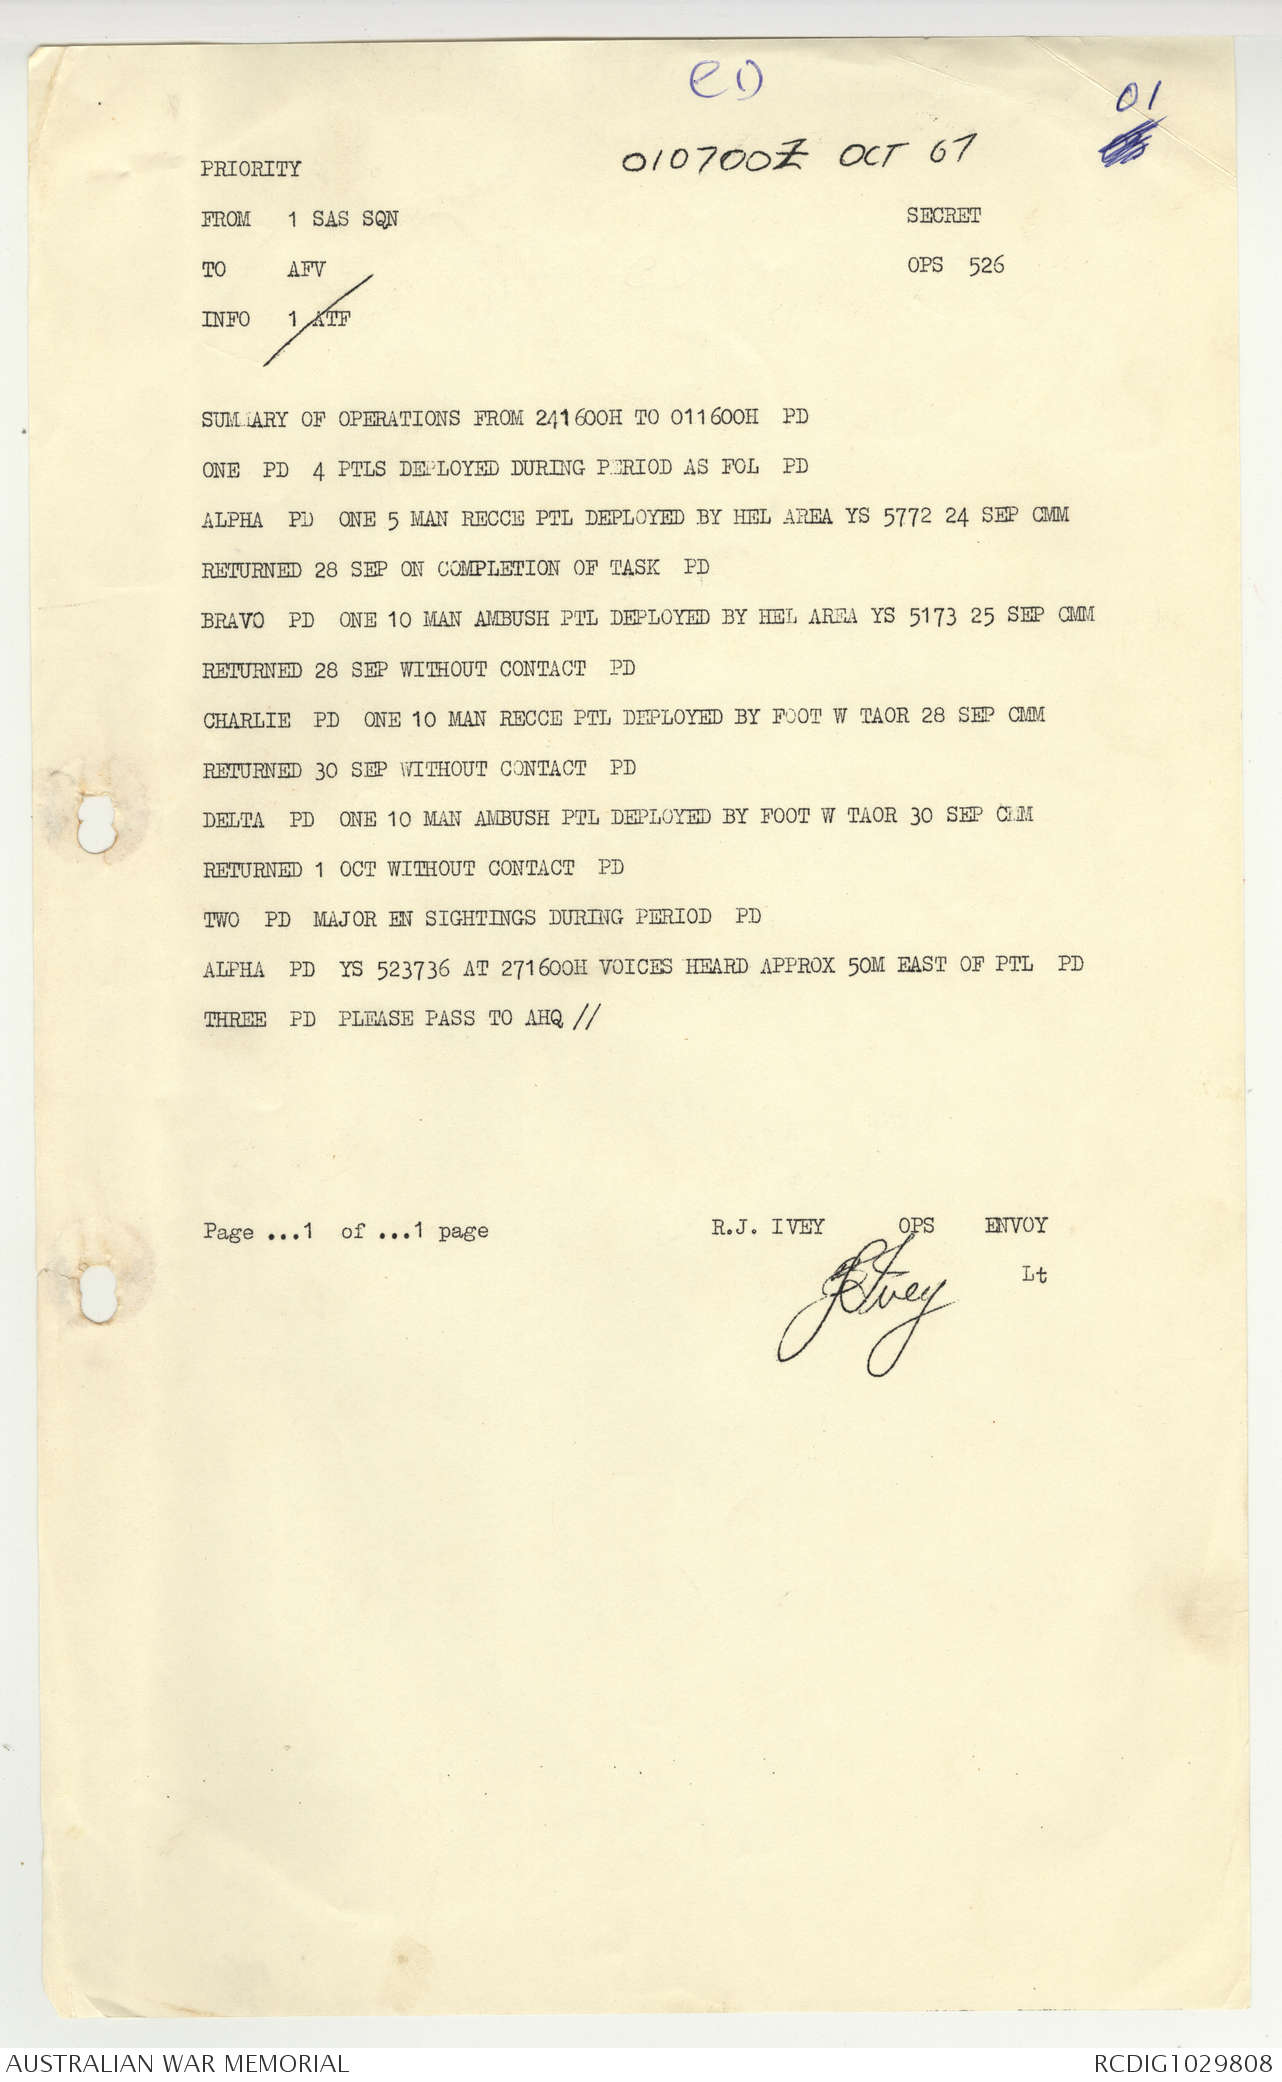 01
010700Z OCT 67
PRIORITY
FROM 1 SAS SQN SECRET
TO AFV OPS 526
INFO 1 ATF
SUMMARY OF OPERATIONS FROM 241600H TO 011600H PD
ONE PD 4 PTLS DEPLOYED DURING PERIOD AS FOL PD
ALPHA PD ONE 5 MAN RECCE PTL DEPLOYED BY HEL AREA YS 5772 24 SEP CMM
RETURNED 28 SEP ON COMPLETION OF TASK PD
BRAVO PD ONE 10 MAN AMBUSH PTL DEPLOYED BY HEL AREA YS 5173 25 SEP CMM
RETURNED 28 SEP WITHOUT CONTACT PD
CHARLIE PD ONE 10 MAN RECCE PTL DEPLOYED BY FOOT W TAOR 28 SEP CMM
RETURNED 30 SEP WITHOUT CONTACT PD
DELTA PD ONE 10 MAN AMBUSH PTL DEPLOYED BY FOOT W TAOR 30 SEP CMM
RETURNED 1 OCT WITHOUT CONTACT PD
TWO PD MAJOR EN SIGHTINGS DURING PERIOD PD
ALPHA PD YS 523736 AT 271600H VOICES HEARD APPROX 50M EAST OF PTL PD
THREE PD PLEASE PASS TO AHQ //
Page ...1 of ...1 page R.J. IVEY OPS ENVOY
Lt
RJIvey
AUSTRALIAN WAR MEMORIAL RCDIG1029808